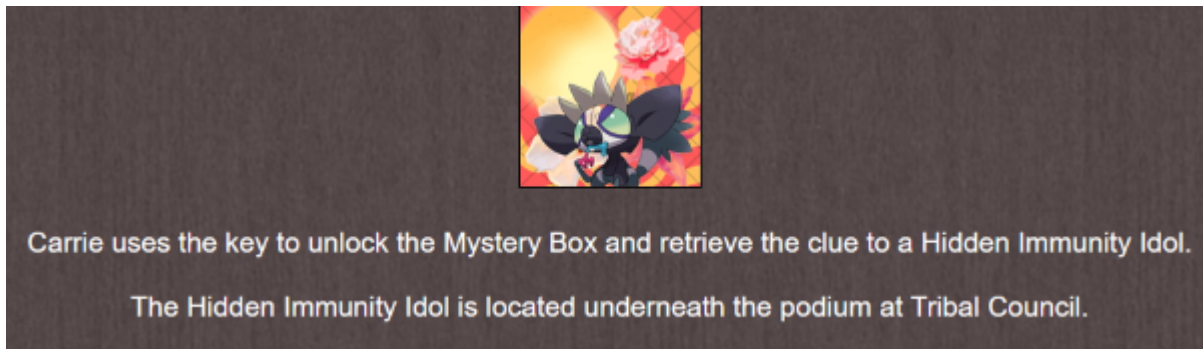 Carrie uses the key to unlock the Mystery Box and retrieve the clue to a Hidden Immunity Idol.
The Hidden Immunity Idol is located underneath the podium at Tribal Council.